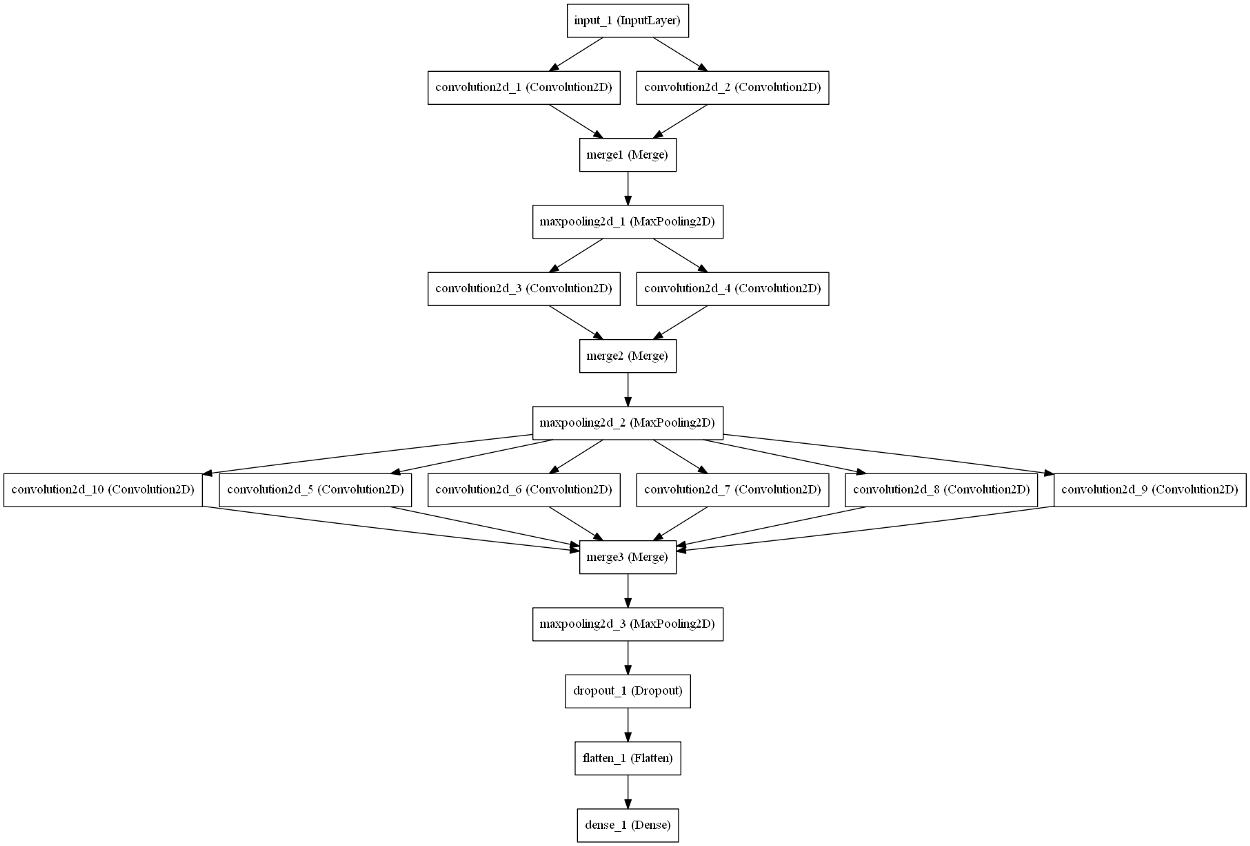 input_1 (InputLayer)
convolution2d_1 (Convolution2D)
convolution2d_2 (Convolution2D)
merge1 (Merge)
maxpooling2d_1 (MaxPooling2D)
convolution2d_3 (Convolution2D)
convolution2d_4 (Convolution2D)
merge2 (Merge)
maxpooling2d_2 (MaxPooling2D)
convolution2d_10 (Convolution2D)
convolution2d_5 (Convolution2D)
convolution2d_6 (Convolution2D)
convolution2d_7 (Convolution2D)
convolution2d_8 (Convolution2D)
convolution2d_9 (Convolution2D)
merge3 (Merge)
maxpooling2d_3 (MaxPooling2D)
dropout_1 (Dropout)
flatten_1 (Flatten)
dense_1 (Dense)